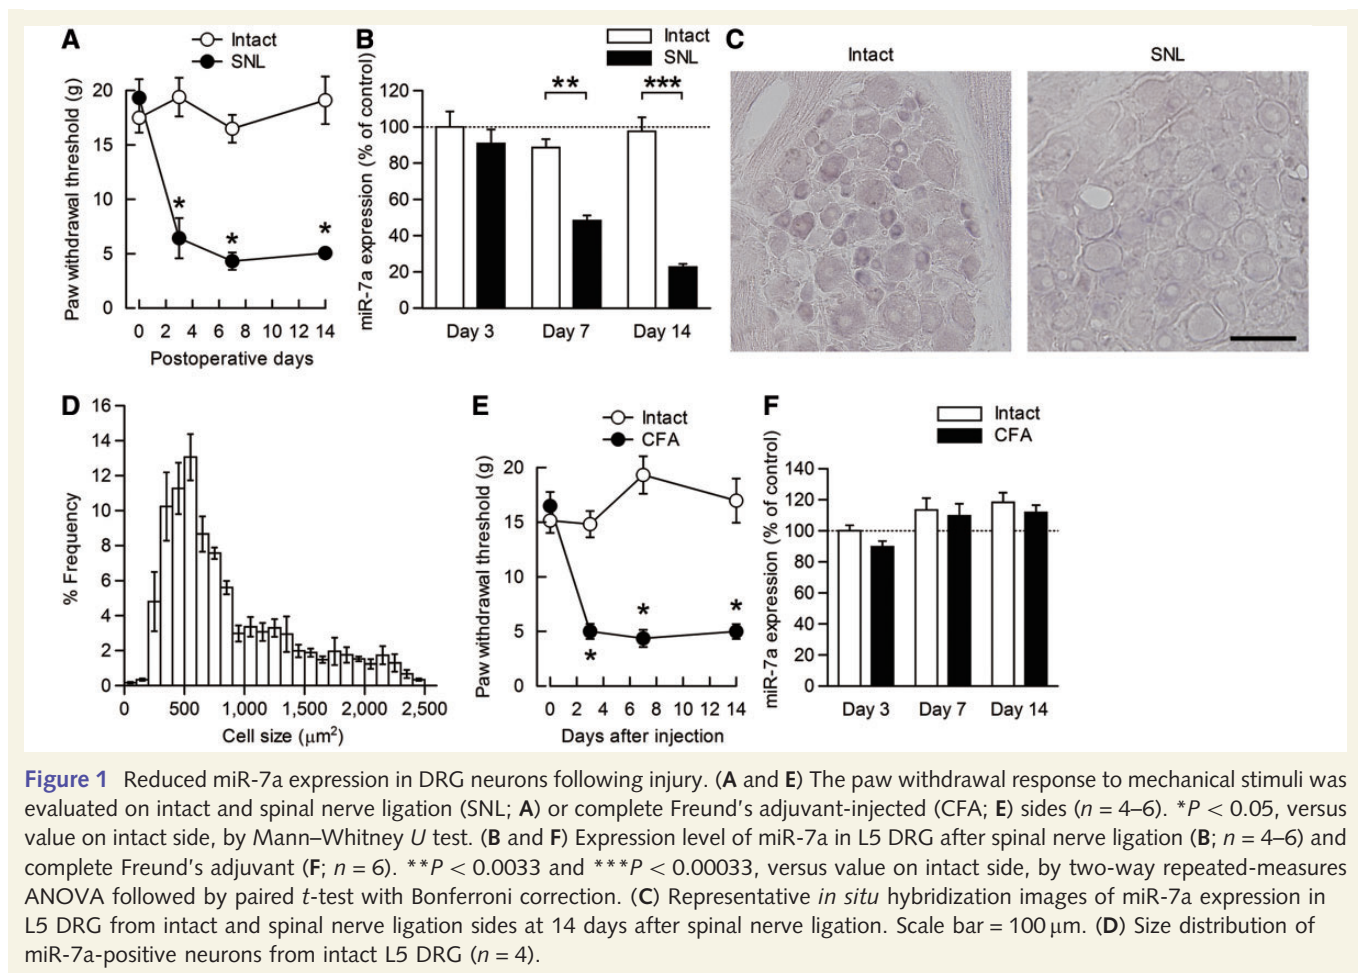 A
Intact
SNL
Paw withdrawal threshold (g)
20
15
10
5
0
*
*
*
0 2 4 6 8 10 12 14
Postoperative days
B
Intact
SNL
miR-7a expression (% of control)
120
100
80
60
40
20
0
**
***
Day 3 Day 7 Day 14
C
Intact
SNL
D
% Frequency
16
14
12
10
8
6
4
2
0
0 500 1,000 1,500 2,000 2,500
Cell size (μm²)
E
Intact
CFA
Paw withdrawal threshold (g)
20
15
10
5
0
*
*
*
0 2 4 6 8 10 12 14
Days after injection
F
Intact
CFA
miR-7a expression (% of control)
140
120
100
80
60
40
20
0
Day 3 Day 7 Day 14
Figure 1 Reduced miR-7a expression in DRG neurons following injury. (A and E) The paw withdrawal response to mechanical stimuli was
evaluated on intact and spinal nerve ligation (SNL; A) or complete Freund's adjuvant-injected (CFA; E) sides (n = 4–6). *P < 0.05, versus
value on intact side, by Mann–Whitney U test. (B and F) Expression level of miR-7a in L5 DRG after spinal nerve ligation (B; n = 4–6) and
complete Freund's adjuvant (F; n = 6). **P < 0.0033 and ***P < 0.00033, versus value on intact side, by two-way repeated-measures
ANOVA followed by paired t-test with Bonferroni correction. (C) Representative in situ hybridization images of miR-7a expression in
L5 DRG from intact and spinal nerve ligation sides at 14 days after spinal nerve ligation. Scale bar = 100 μm. (D) Size distribution of
miR-7a-positive neurons from intact L5 DRG (n = 4).